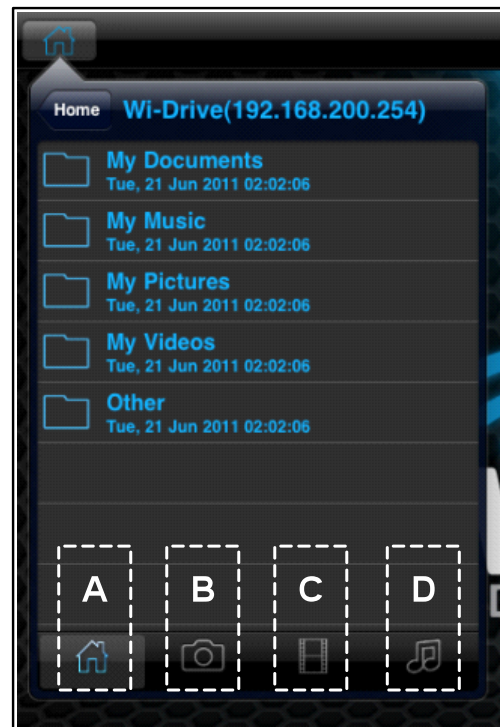 Home Wi-Drive(192.168.200.254)
My Documents
Tue, 21 Jun 2011 02:02:06
My Music
Tue, 21 Jun 2011 02:02:06
My Pictures
Tue, 21 Jun 2011 02:02:06
My Videos
Tue, 21 Jun 2011 02:02:06
Other
Tue, 21 Jun 2011 02:02:06
A B C D